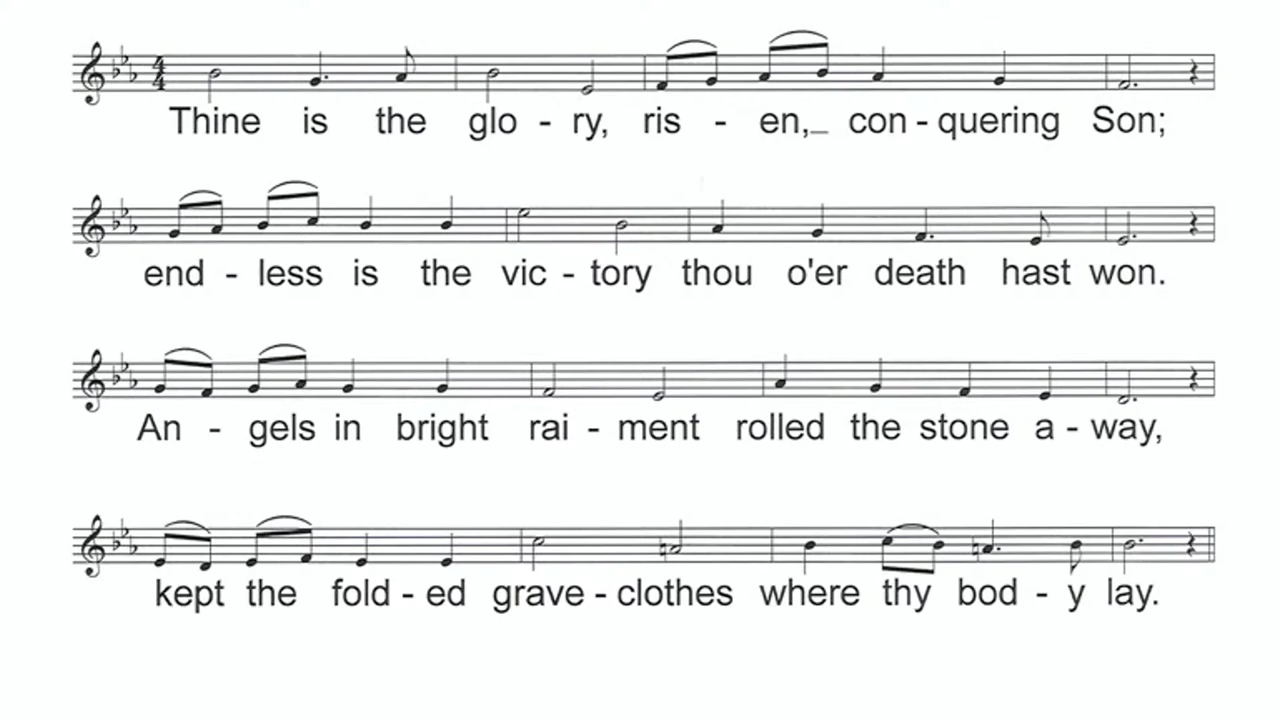 Thine is the glo - ry, ris - en,_ con - quering Son;
end - less is the vic - tory thou o'er death hast won.
An - gels in bright rai - ment rolled the stone a - way,
kept the fold - ed grave - clothes where thy bod - y lay.